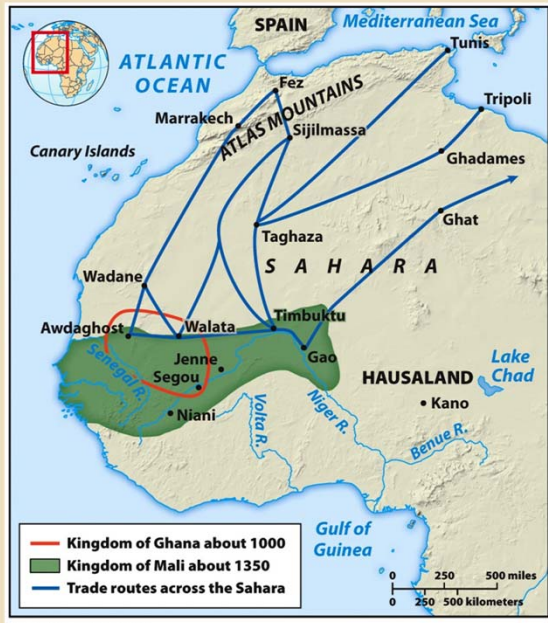 SPAIN
Mediterranean Sea
Tunis
ATLANTIC
OCEAN
Fez
Tripoli
Marrakech
ATLAS MOUNTAINS
Sijilmassa
Canary Islands
Ghadames
Taghaza
Ghat
SAHARA
Wadane
Timbuktu
Awdaghost
Walata
Senegal R.
Jenne
Gao
Segou
Lake
Chad
HAUSALAND
Kano
Niani
Volta R.
Niger R.
Benue R.
Gulf of
Guinea
Kingdom of Ghana about 1000
Kingdom of Mali about 1350
Trade routes across the Sahara
0 250 500 miles
0 250 500 kilometers